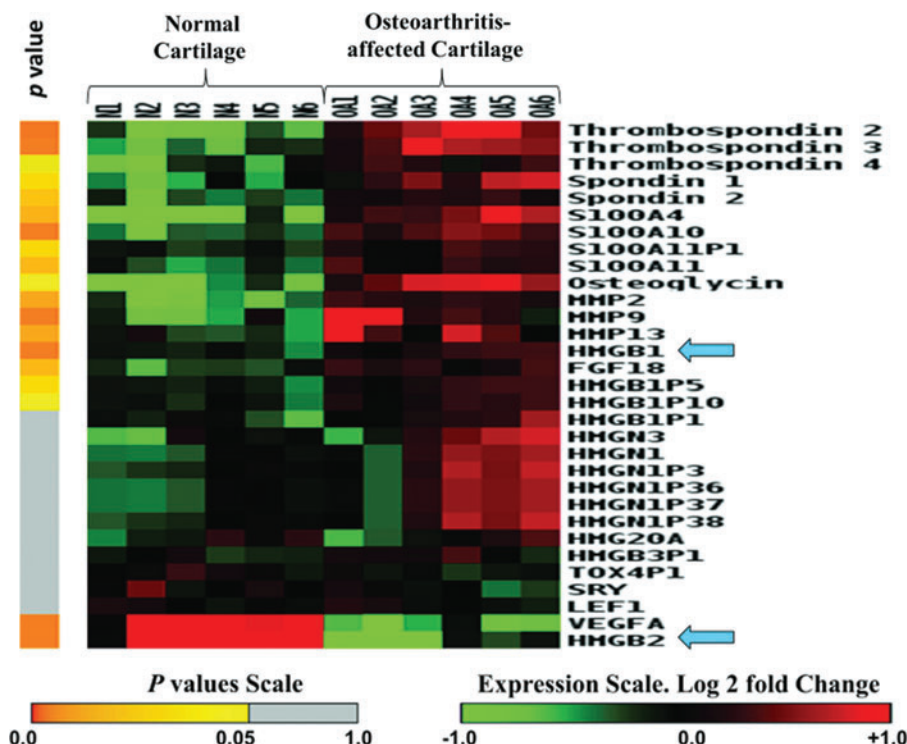 Normal
Cartilage
Osteoarthritis-
affected Cartilage
p value
N1 N2 N3 N4 N5 N6 OA1 OA2 OA3 OA4 OA5 OA6
Thrombospondin 2
Thrombospondin 3
Thrombospondin 4
Spondin 1
Spondin 2
S100A4
S100A10
S100A11P1
S100A11
Osteoglycin
MMP2
MMP9
MMP13
HMGB1
FGF18
HMGB1P5
HMGB1P10
HMGB1P1
HMGN3
HMGN1
HMGN1P3
HMGN1P36
HMGN1P37
HMGN1P38
HMG20A
HMGB3P1
TOX4P1
SRY
LEF1
VEGFA
HMGB2
P values Scale
0.0 0.05 1.0
Expression Scale. Log 2 fold Change
-1.0 0.0 +1.0